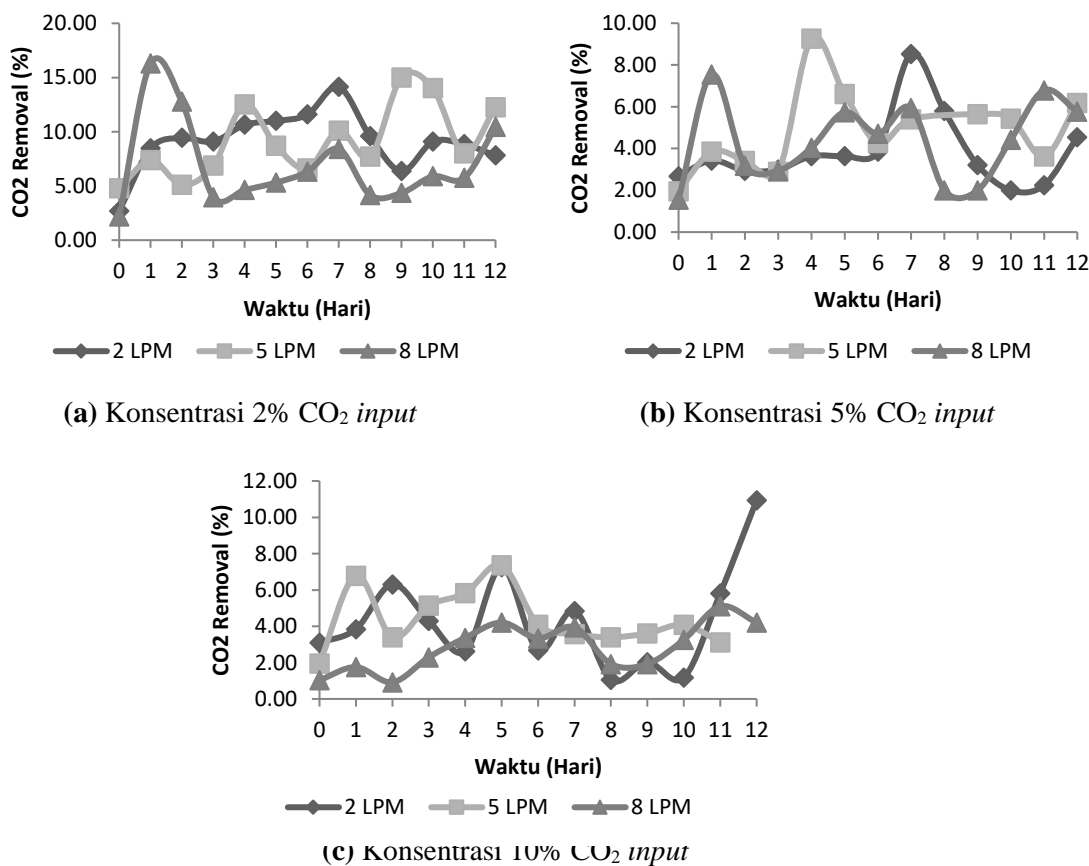 20.00
15.00
10.00
5.00
0.00
CO2 Removal (%)
0 1 2 3 4 5 6 7 8 9 10 11 12
Waktu (Hari)
2 LPM 5 LPM 8 LPM
(a) Konsentrasi 2% CO₂ input
10.00
8.00
6.00
4.00
2.00
0.00
CO2 Removal (%)
0 1 2 3 4 5 6 7 8 9 10 11 12
Waktu (Hari)
2 LPM 5 LPM 8 LPM
(b) Konsentrasi 5% CO₂ input
12.00
10.00
8.00
6.00
4.00
2.00
0.00
CO2 Removal (%)
0 1 2 3 4 5 6 7 8 9 10 11 12
Waktu (Hari)
2 LPM 5 LPM 8 LPM
(c) Konsentrasi 10% CO₂ input